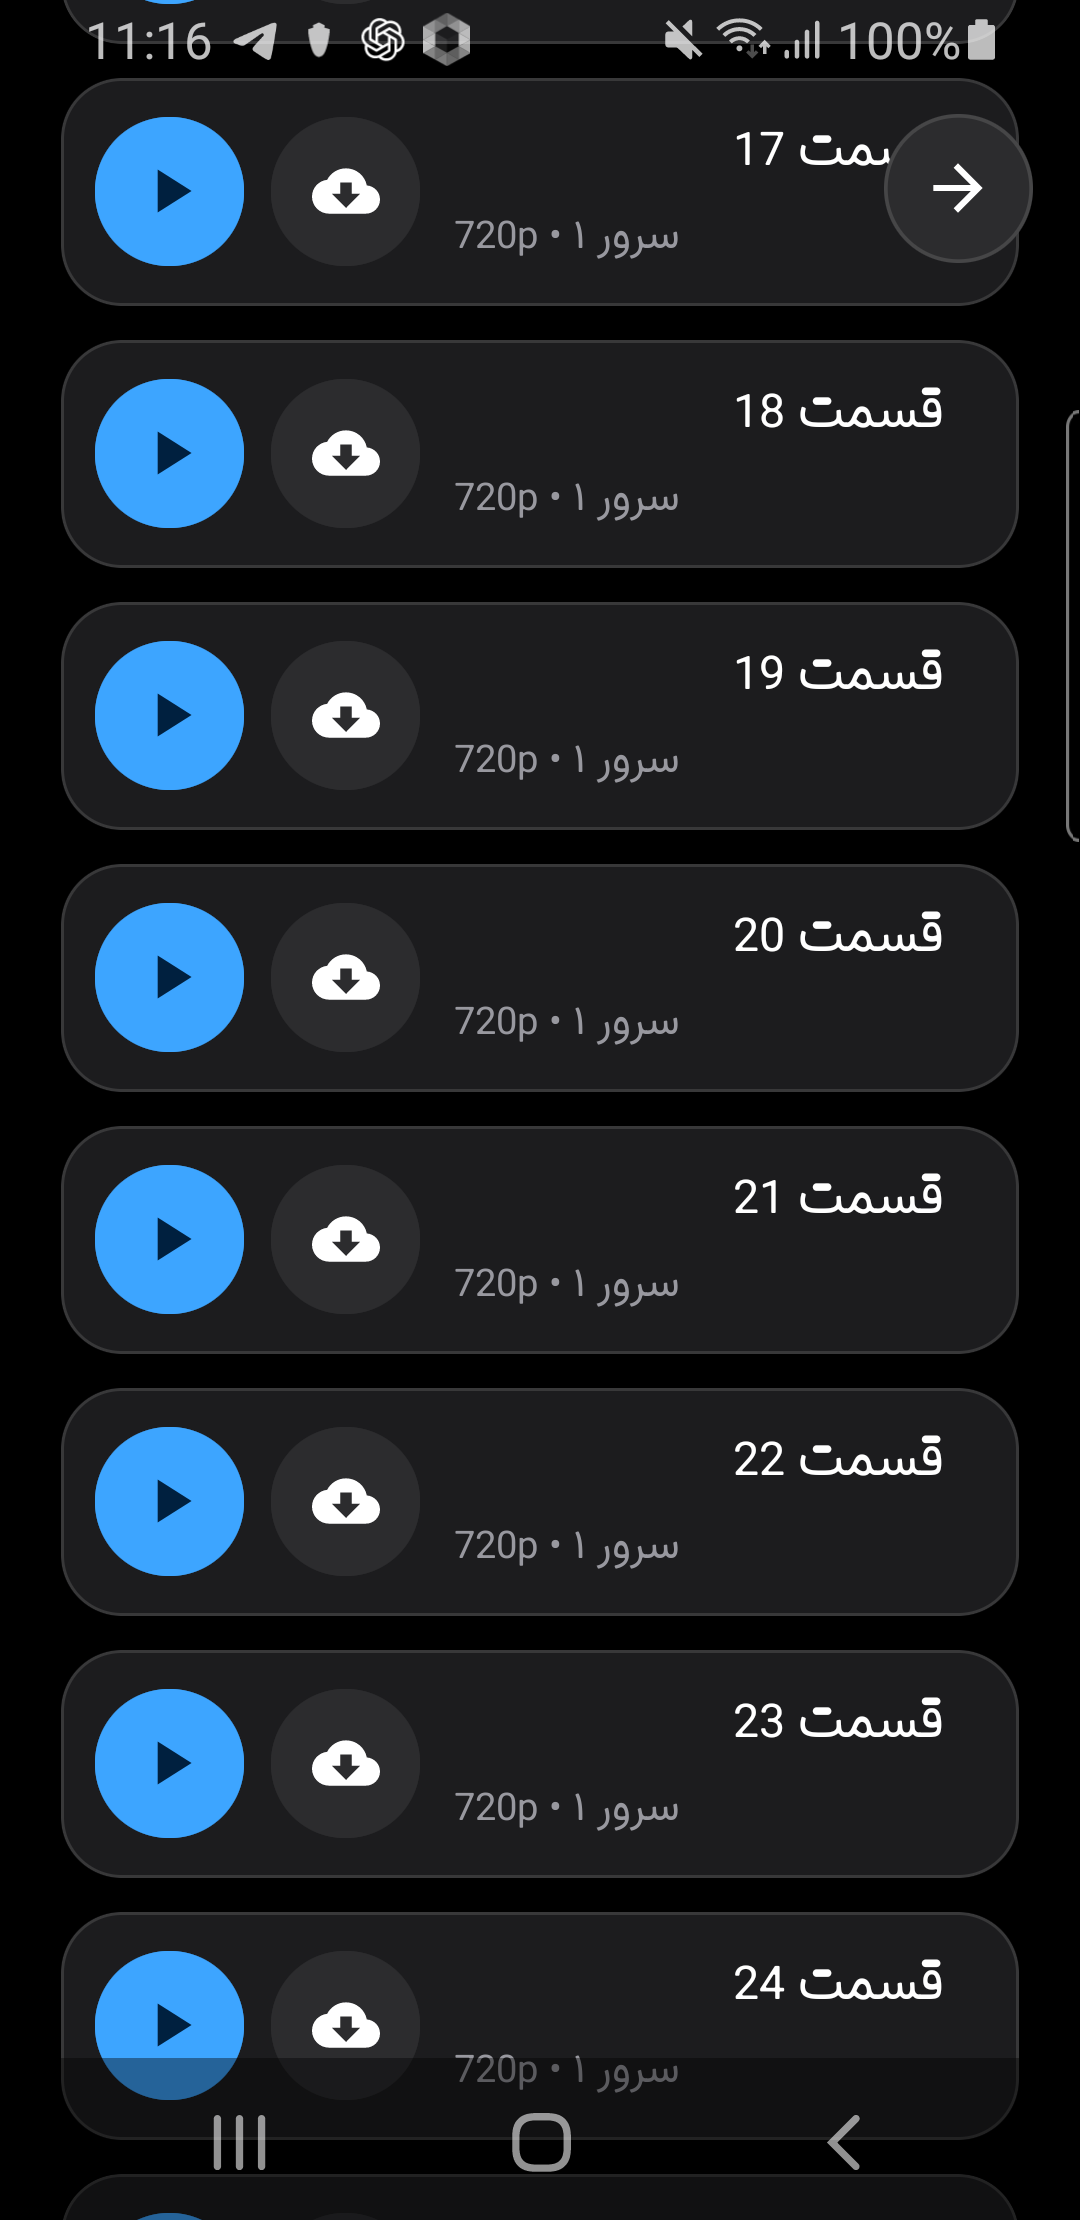 11:16 100%
قسمت 17
سرور ۱ • 720p
قسمت 18
سرور ۱ • 720p
قسمت 19
سرور ۱ • 720p
قسمت 20
سرور ۱ • 720p
قسمت 21
سرور ۱ • 720p
قسمت 22
سرور ۱ • 720p
قسمت 23
سرور ۱ • 720p
قسمت 24
سرور ۱ • 720p